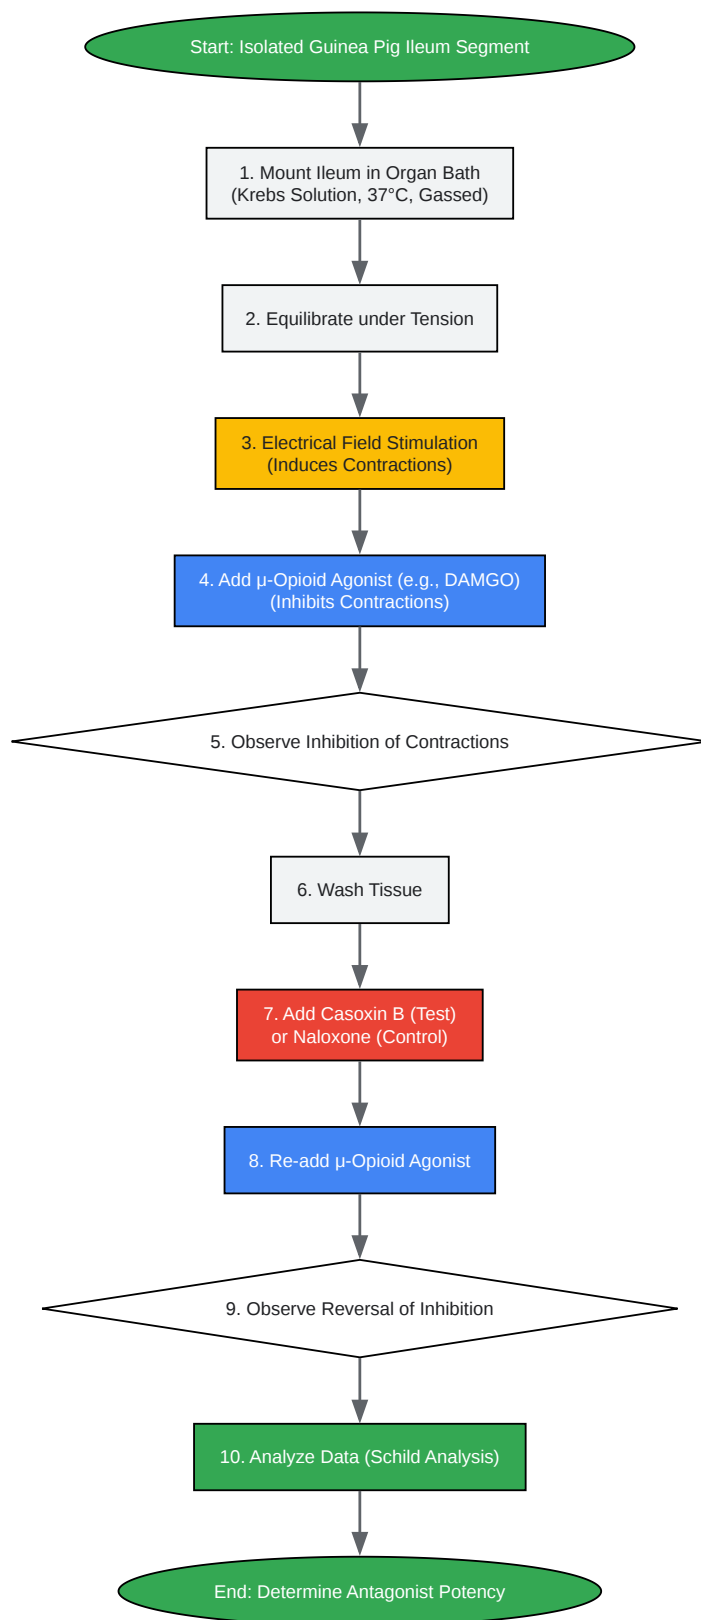 Start: Isolated Guinea Pig Ileum Segment
1. Mount Ileum in Organ Bath
(Krebs Solution, 37°C, Gassed)
2. Equilibrate under Tension
3. Electrical Field Stimulation
(Induces Contractions)
4. Add μ-Opioid Agonist (e.g., DAMGO)
(Inhibits Contractions)
5. Observe Inhibition of Contractions
6. Wash Tissue
7. Add Casoxin B (Test)
or Naloxone (Control)
8. Re-add μ-Opioid Agonist
9. Observe Reversal of Inhibition
10. Analyze Data (Schild Analysis)
End: Determine Antagonist Potency